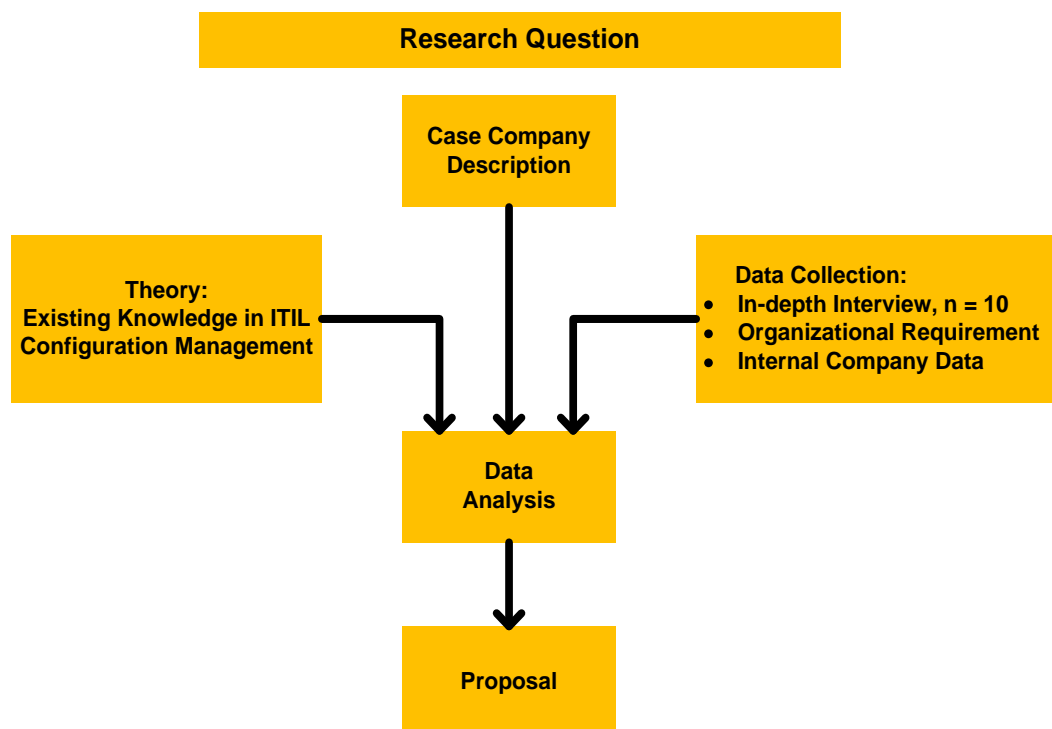 Research Question
Case Company
Description
Theory:
Existing Knowledge in ITIL
Configuration Management
Data Collection:
• In-depth Interview, n = 10
• Organizational Requirement
• Internal Company Data
Data
Analysis
Proposal